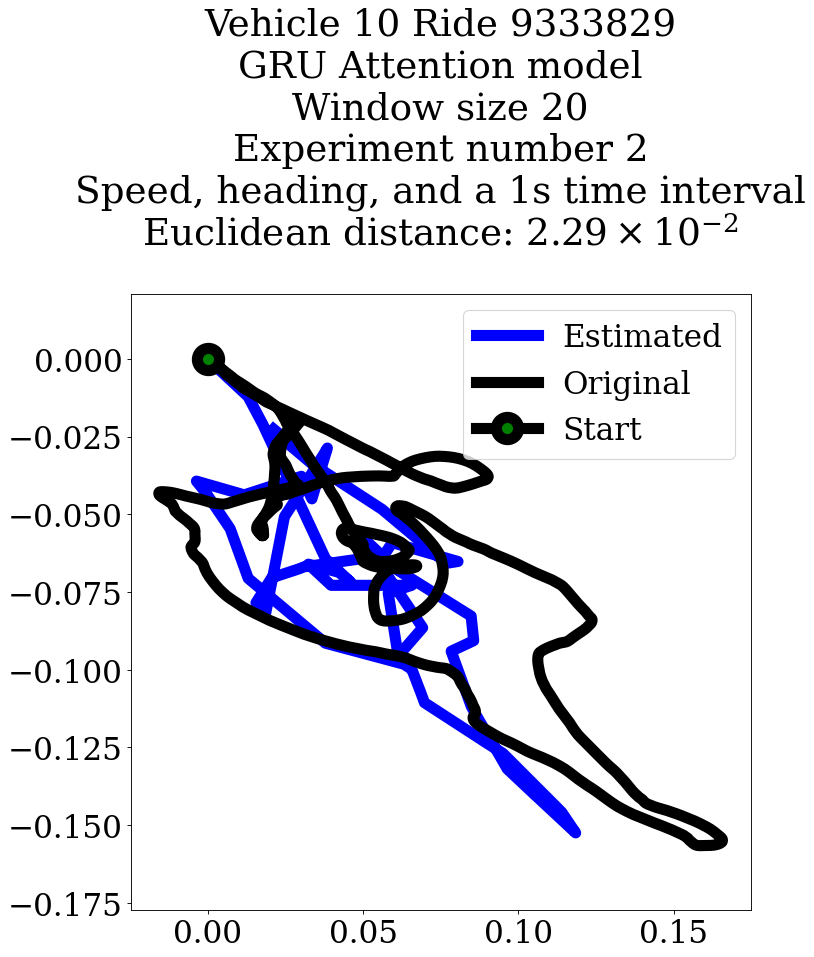 Vehicle 10 Ride 9333829
GRU Attention model
Window size 20
Experiment number 2
Speed, heading, and a 1s time interval
Euclidean distance: 2.29 × 10⁻²
Estimated
Original
Start
0.000
−0.025
−0.050
−0.075
−0.100
−0.125
−0.150
−0.175
0.00 0.05 0.10 0.15